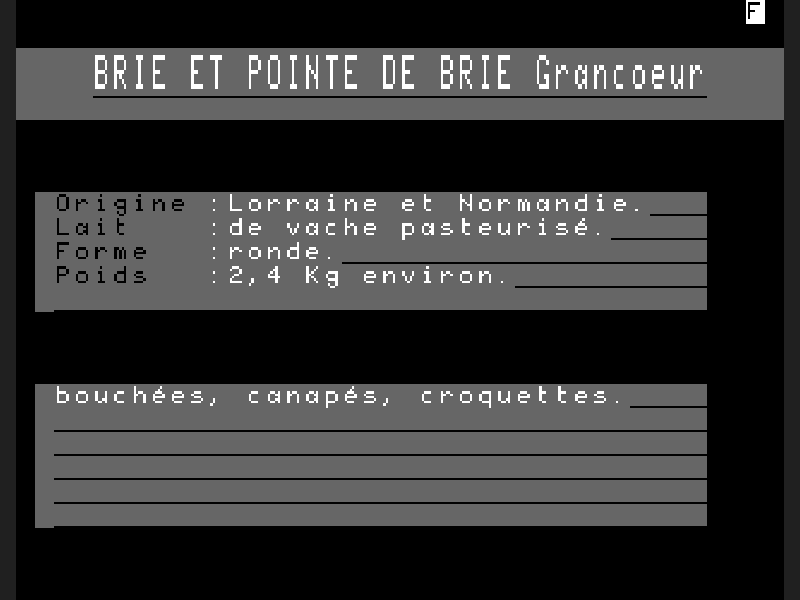 F
BRIE ET POINTE DE BRIE Grancoeur
Origine :Lorraine et Normandie.
Lait :de vache pasteurisé.
Forme :ronde.
Poids :2,4 Kg environ.
bouchées, canapés, croquettes.